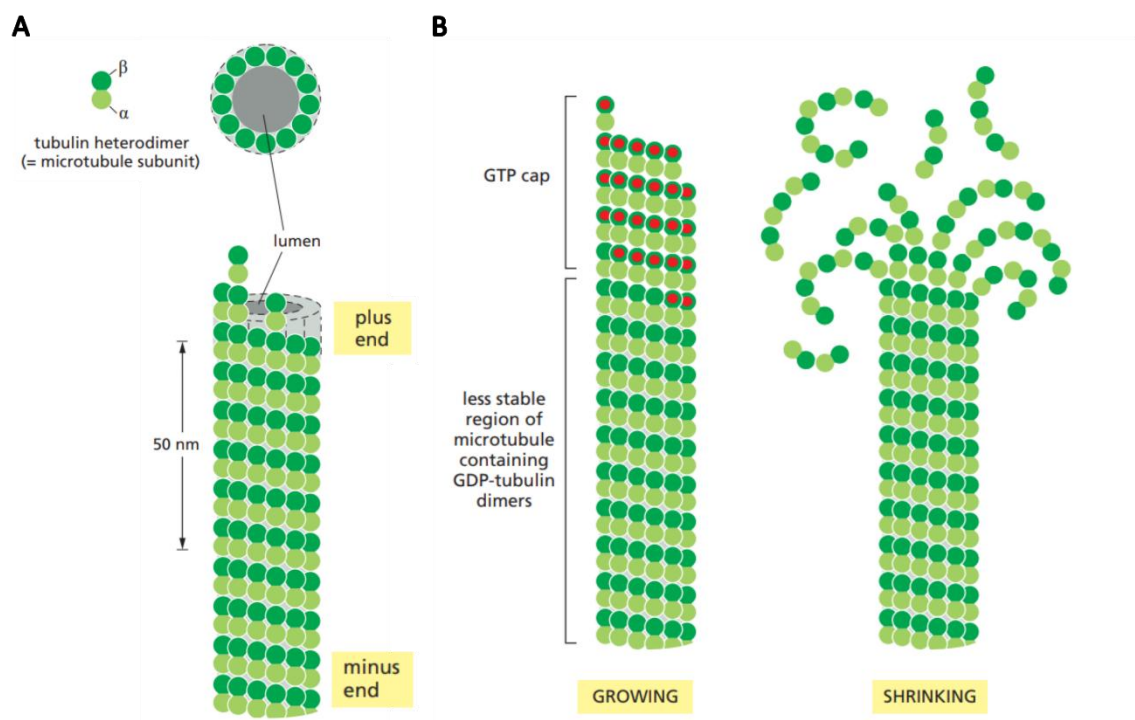 A
β
α
tubulin heterodimer
(= microtubule subunit)
lumen
plus
end
50 nm
minus
end
B
GTP cap
less stable
region of
microtubule
containing
GDP-tubulin
dimers
GROWING
SHRINKING